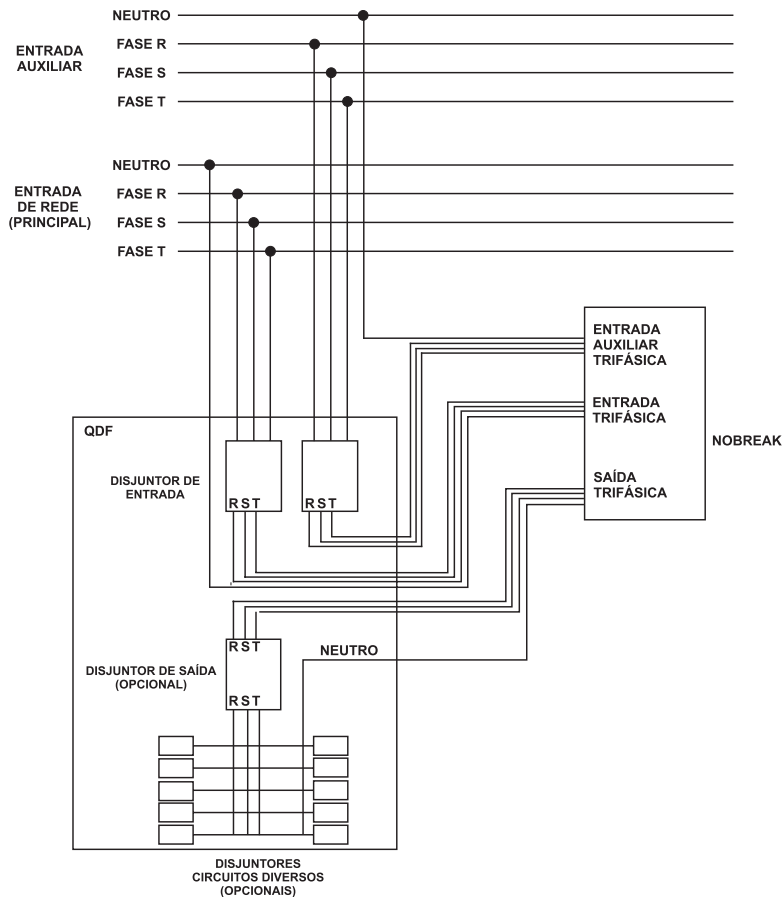 NEUTRO
FASE R
ENTRADA
AUXILIAR
FASE S
FASE T
NEUTRO
FASE R
ENTRADA
DE REDE
(PRINCIPAL)
FASE S
FASE T
ENTRADA
AUXILIAR
TRIFÁSICA
ENTRADA
TRIFÁSICA
NOBREAK
SAÍDA
TRIFÁSICA
QDF
DISJUNTOR DE
ENTRADA
R S T
R S T
R S T
NEUTRO
DISJUNTOR DE SAÍDA
(OPCIONAL)
R S T
DISJUNTORES
CIRCUITOS DIVERSOS
(OPCIONAIS)